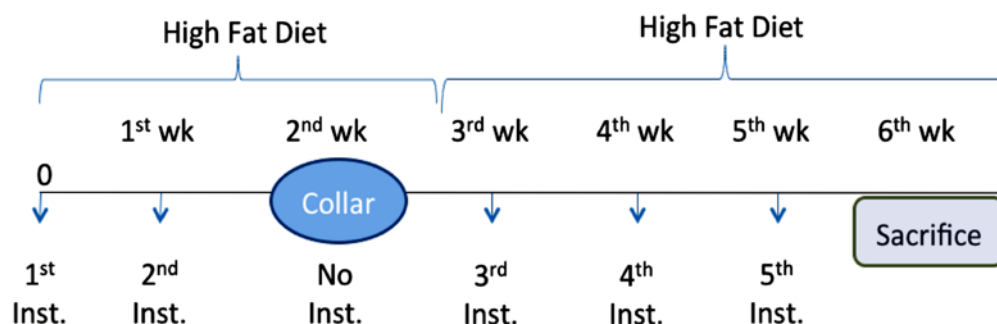 High Fat Diet High Fat Diet
1st wk 2nd wk 3rd wk 4th wk 5th wk 6th wk
0
Collar
Sacrifice
1st 2nd No 3rd 4th 5th
Inst. Inst. Inst. Inst. Inst. Inst.